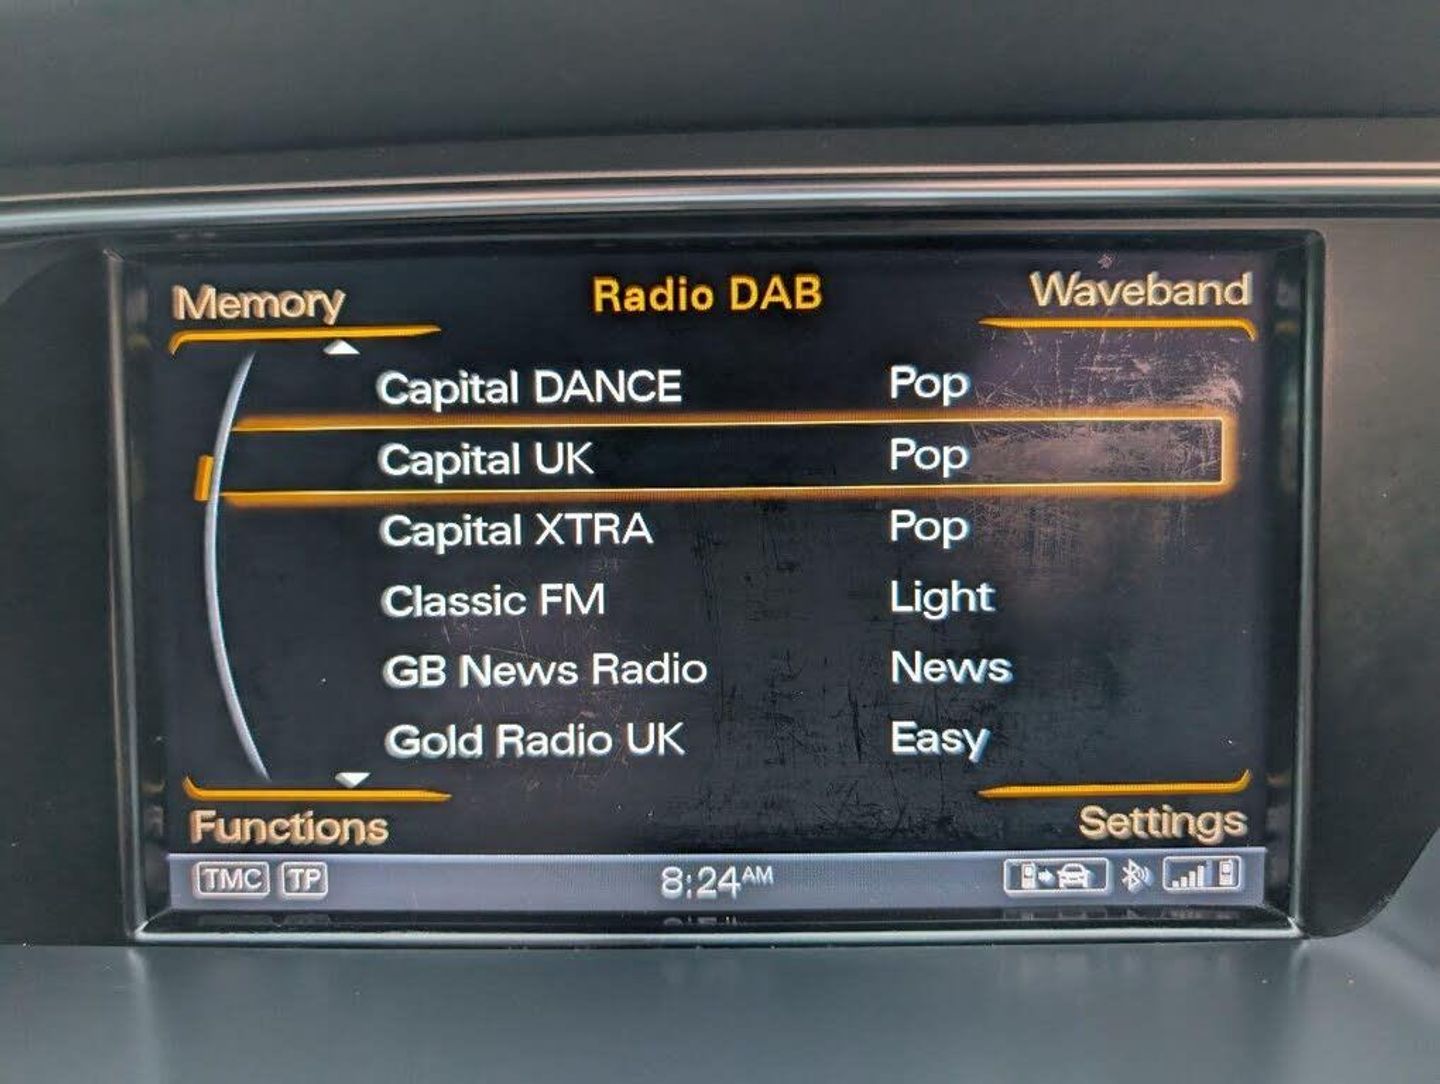 Memory Radio DAB Waveband
Capital DANCE Pop
Capital UK Pop
Capital XTRA Pop
Classic FM Light
GB News Radio News
Gold Radio UK Easy
Functions Settings
TMC TP 8:24AM